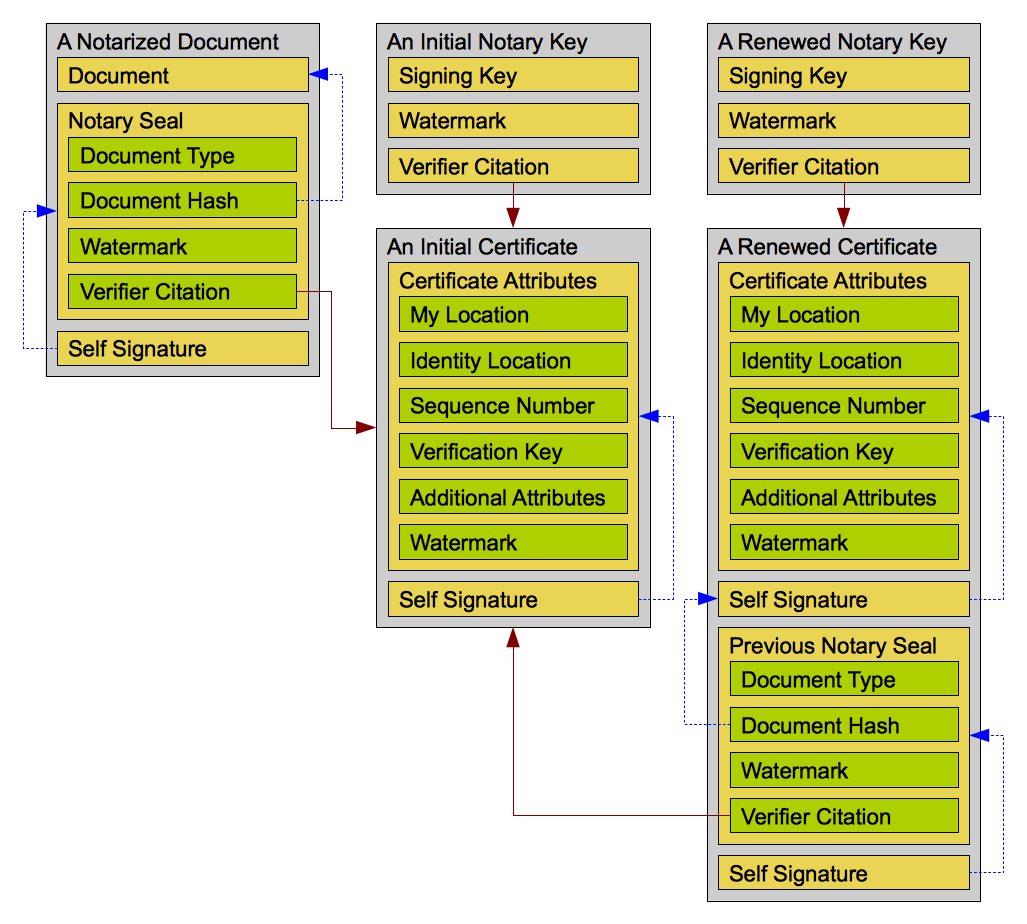 A Notarized Document
Document
Notary Seal
Document Type
Document Hash
Watermark
Verifier Citation
Self Signature
An Initial Notary Key
Signing Key
Watermark
Verifier Citation
An Initial Certificate
Certificate Attributes
My Location
Identity Location
Sequence Number
Verification Key
Additional Attributes
Watermark
Self Signature
A Renewed Notary Key
Signing Key
Watermark
Verifier Citation
A Renewed Certificate
Certificate Attributes
My Location
Identity Location
Sequence Number
Verification Key
Additional Attributes
Watermark
Self Signature
Previous Notary Seal
Document Type
Document Hash
Watermark
Verifier Citation
Self Signature